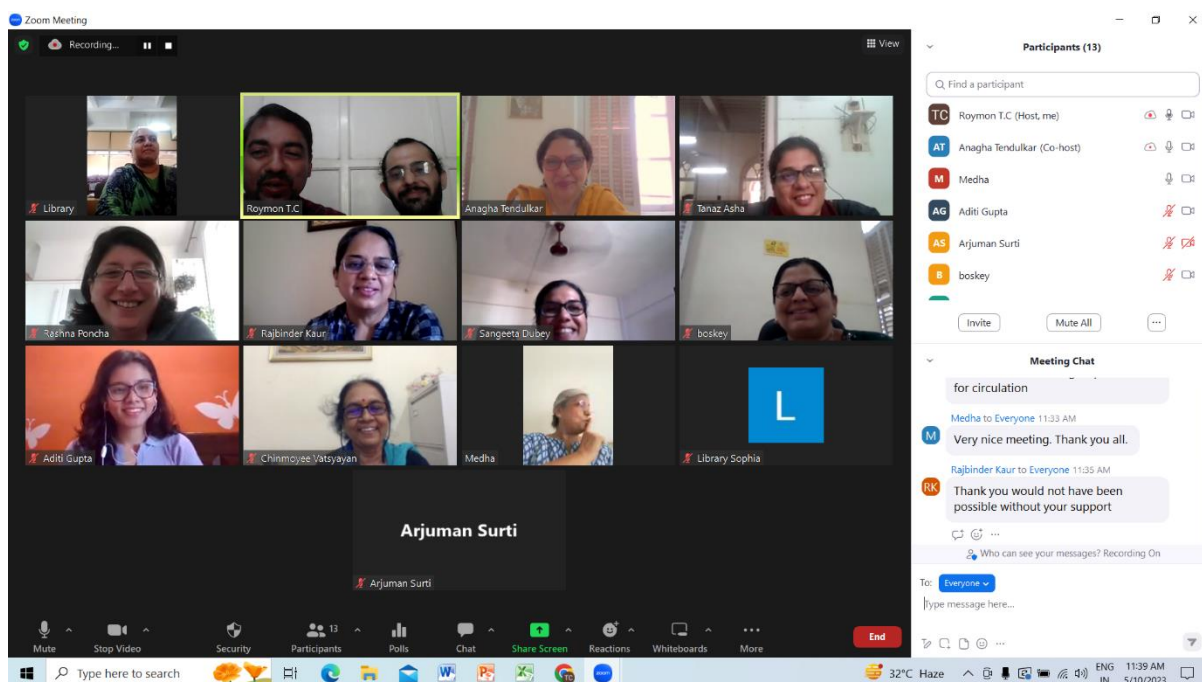 Zoom Meeting
Recording...
View
Library
Roymon T.C
Anagha Tendulkar
Tanaz Asha
Rashna Poncha
Rajbinder Kaur
Sangeeta Dubey
boskey
Aditi Gupta
Chinmoyee Vatsyayan
Medha
L
Library Sophia
Arjuman Surti
Arjuman Surti
Mute
Stop Video
Security
13
Participants
Polls
Chat
Share Screen
Reactions
Whiteboards
More
End
Participants (13)
Find a participant
TC Roymon T.C (Host, me)
AT Anagha Tendulkar (Co-host)
M Medha
AG Aditi Gupta
AS Arjuman Surti
B boskey
Invite
Mute All
Meeting Chat
for circulation
Medha to Everyone 11:33 AM
M Very nice meeting. Thank you all.
Rajbinder Kaur to Everyone 11:35 AM
RK Thank you would not have been
possible without your support
Who can see your messages? Recording On
To: Everyone
Type message here...
Type here to search
32°C Haze
ENG
IN
11:39 AM
5/10/2023